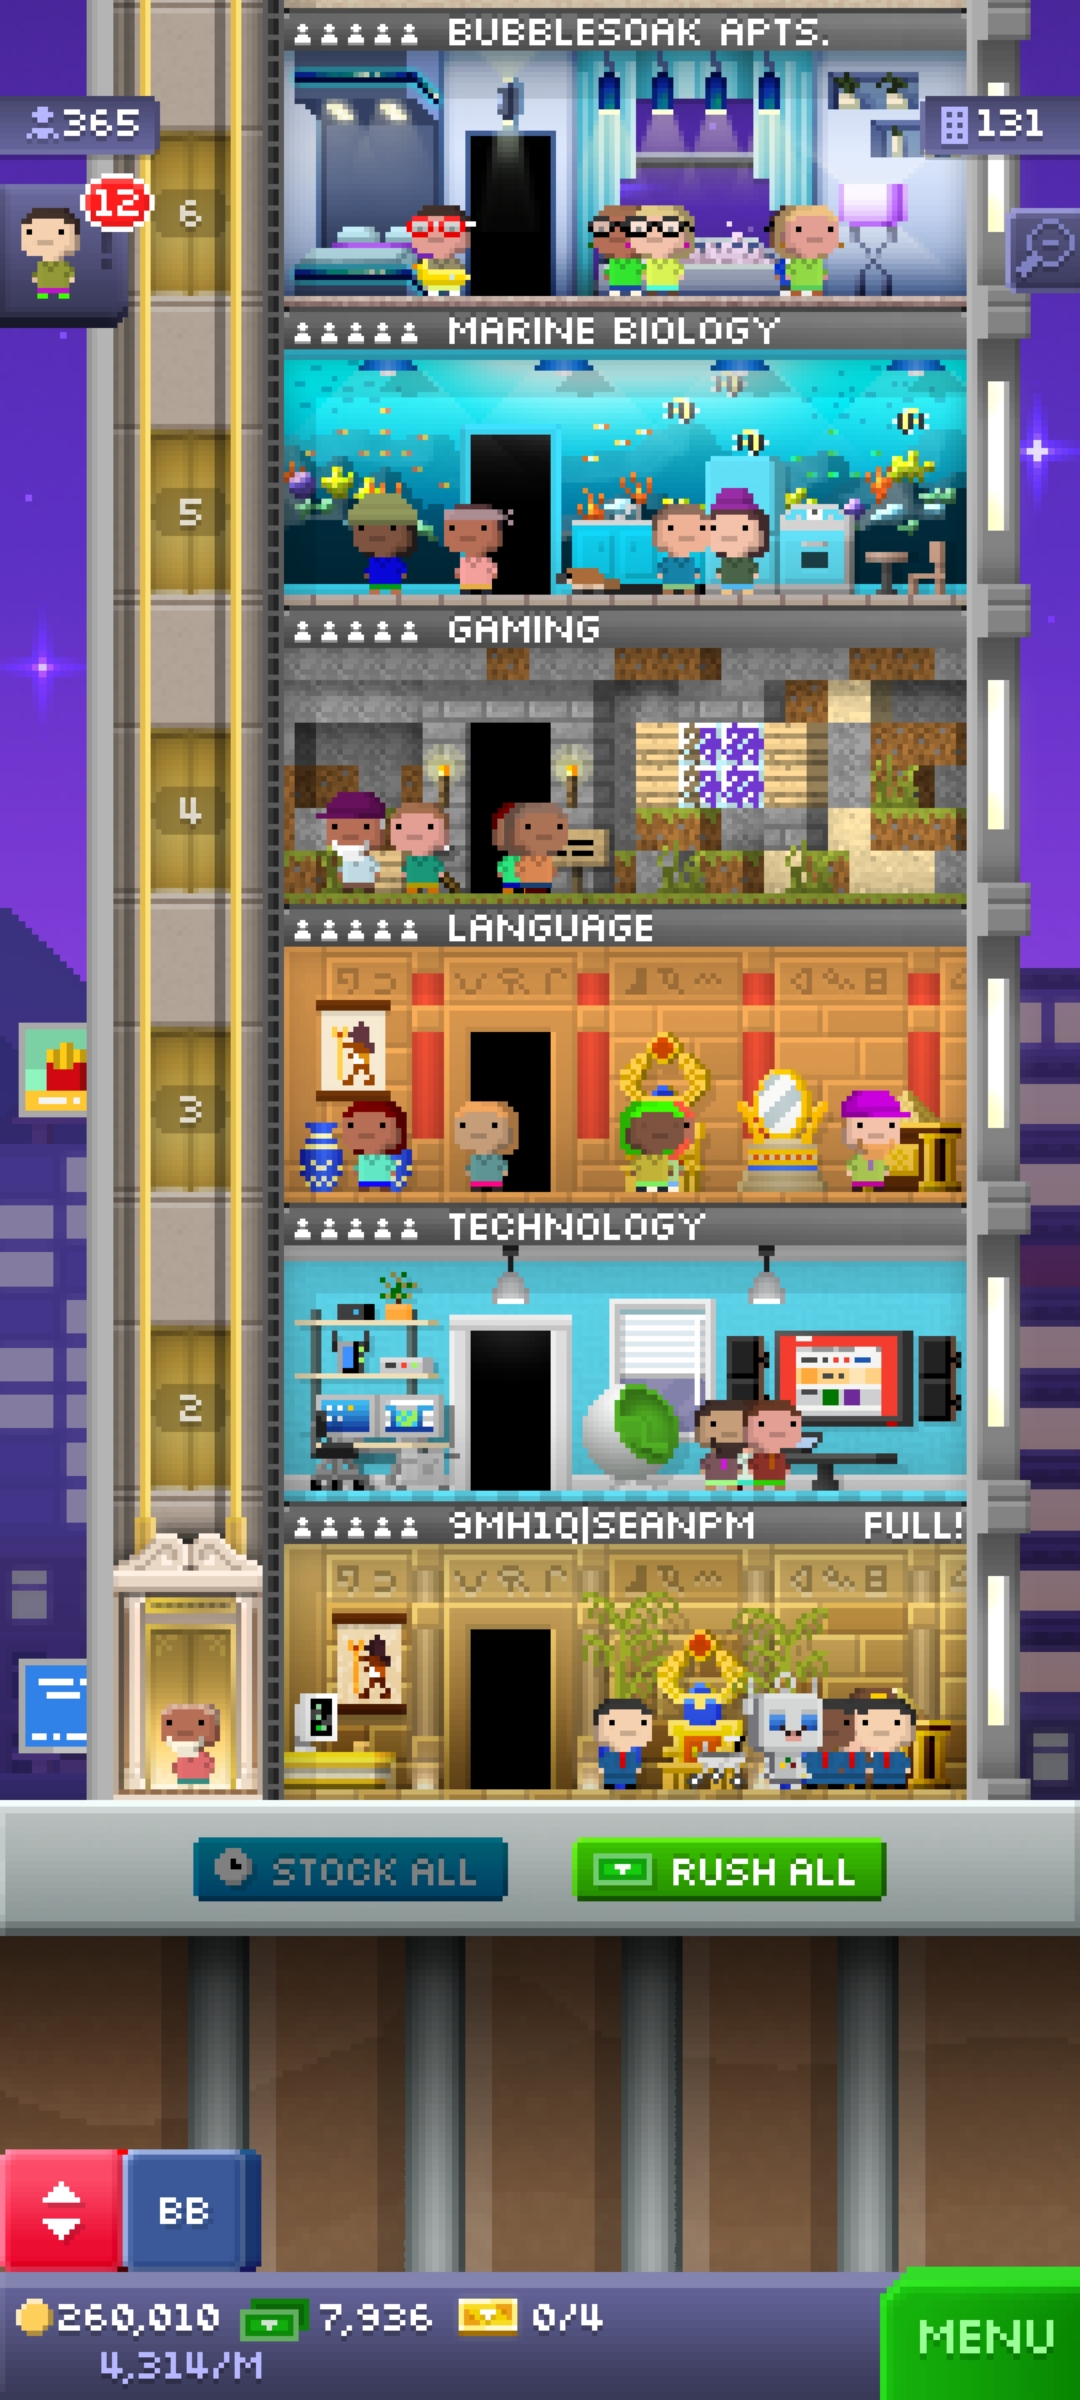 BUBBLESOAK APTS.
365
131
12
6
MARINE BIOLOGY
5
GAMING
4
LANGUAGE
3
TECHNOLOGY
2
9MH1Q|SEANPM FULL!
STOCK ALL
RUSH ALL
BB
260,010 7,936 0/4
4,314/M
MENU